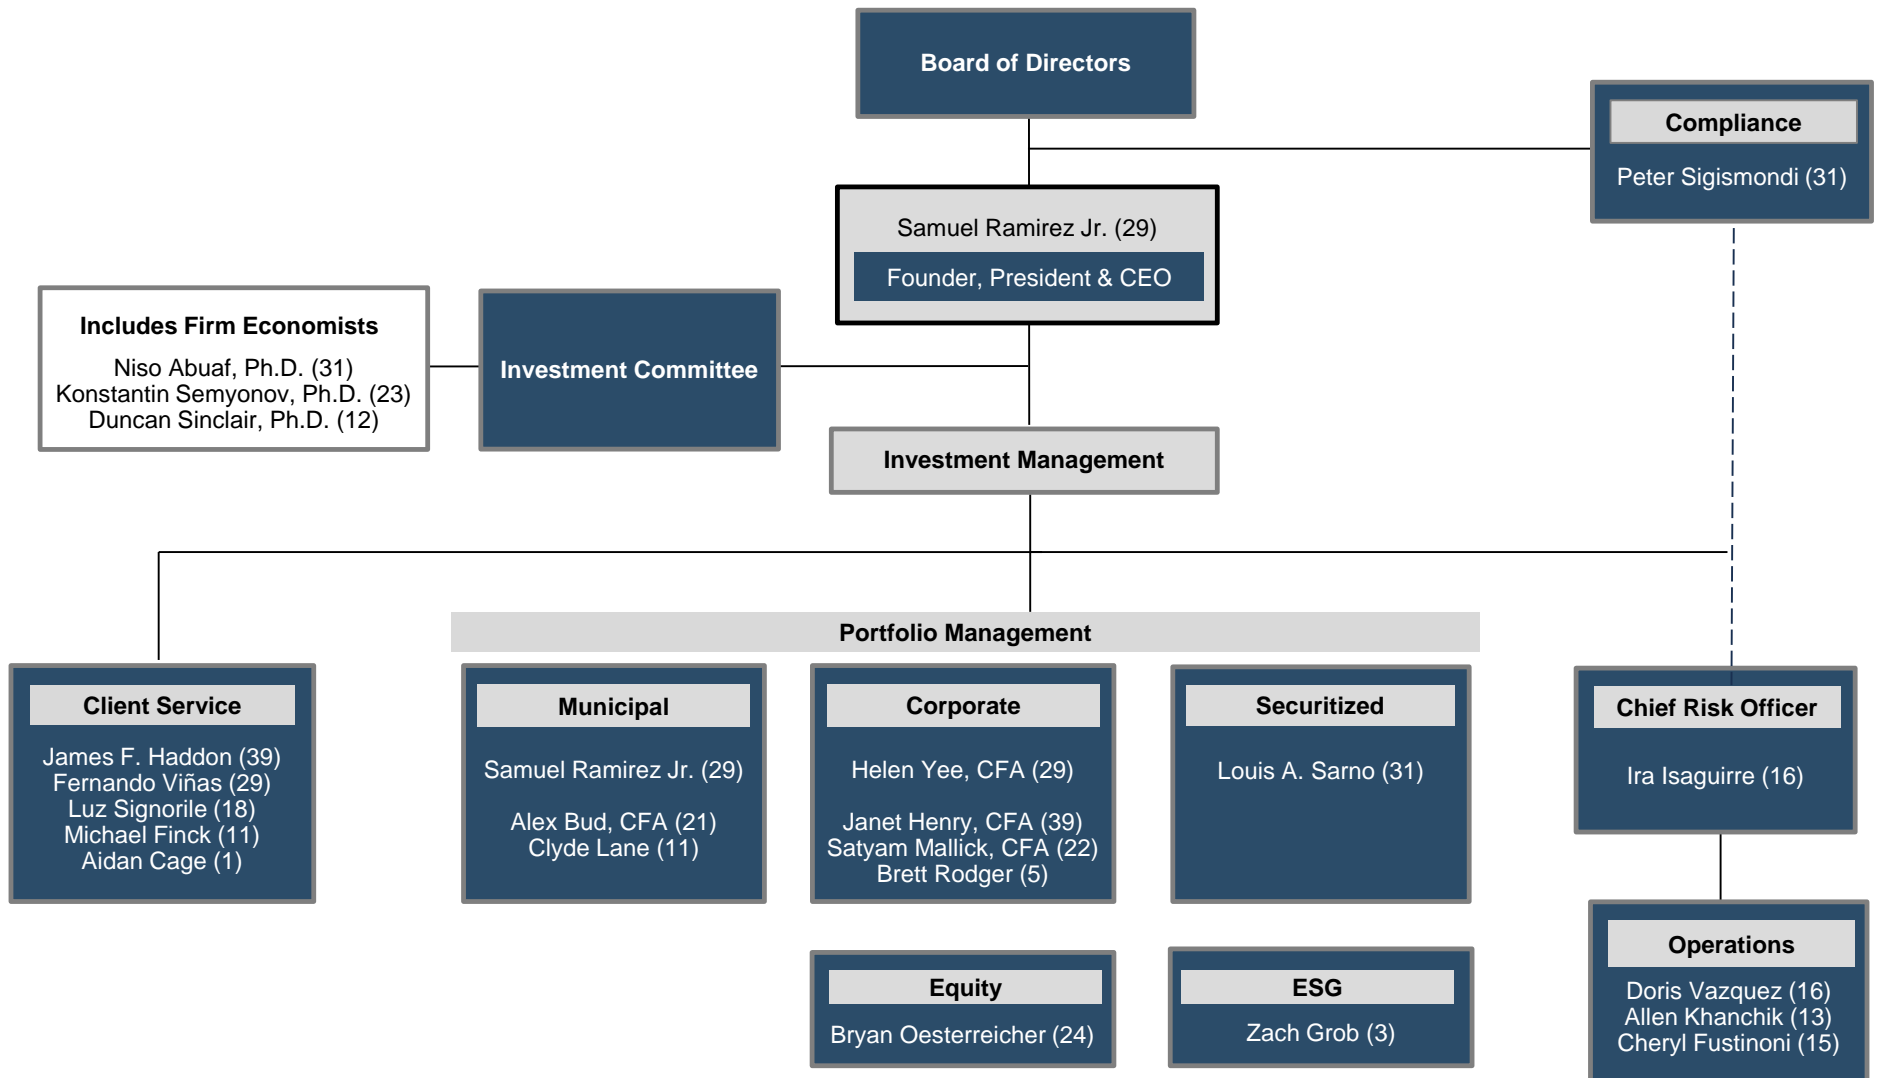 Board of Directors
Compliance
Peter Sigismondi (31)
Samuel Ramirez Jr. (29)
Founder, President & CEO
Includes Firm Economists
Niso Abuaf, Ph.D. (31)
Konstantin Semyonov, Ph.D. (23)
Duncan Sinclair, Ph.D. (12)
Investment Committee
Investment Management
Portfolio Management
Client Service
James F. Haddon (39)
Fernando Viñas (29)
Luz Signorile (18)
Michael Finck (11)
Aidan Cage (1)
Municipal
Samuel Ramirez Jr. (29)
Alex Bud, CFA (21)
Clyde Lane (11)
Corporate
Helen Yee, CFA (29)
Janet Henry, CFA (39)
Satyam Mallick, CFA (22)
Brett Rodger (5)
Securitized
Louis A. Sarno (31)
Chief Risk Officer
Ira Isaguirre (16)
Equity
Bryan Oesterreicher (24)
ESG
Zach Grob (3)
Operations
Doris Vazquez (16)
Allen Khanchik (13)
Cheryl Fustinoni (15)